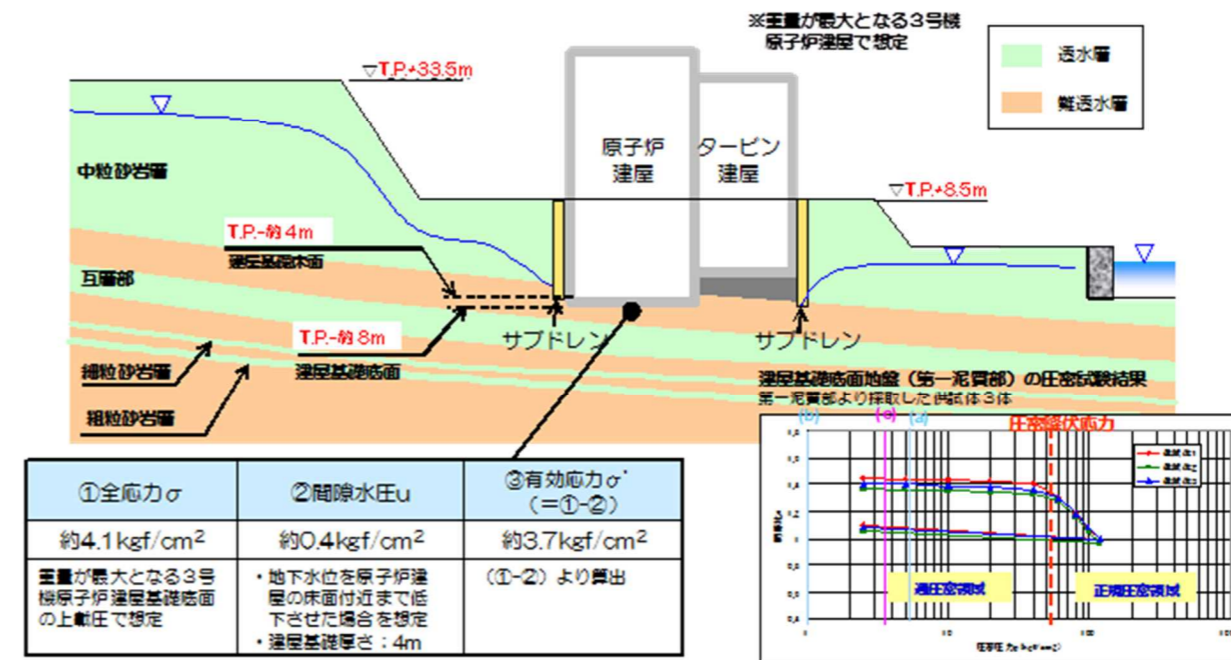 ※重量が最大となる3号機
原子炉建屋で想定
透水層
難透水層
▽T.P.+33.5m
原子炉
建屋
タービン
建屋
▽T.P.+8.5m
中粒砂岩層
T.P.-約4m
建屋基礎床面
互層部
T.P.-約8m
建屋基礎底面
サブドレン
サブドレン
細粒砂岩層
粗粒砂岩層
建屋基礎底面地盤（第一泥質部）の圧密試験結果
第一泥質部より採取した供試体3体
(b)
(c)
(a)
圧密降伏応力
供試体1
供試体2
供試体3
過圧密領域
正規圧密領域
①全応力σ
②間隙水圧u
③有効応力σ'
(=①-②)
約4.1kgf/cm²
約0.4kgf/cm²
約3.7kgf/cm²
重量が最大となる3号
機原子炉建屋基礎底面
の上載圧で想定
・地下水位を原子炉建
屋の床面付近まで低
下させた場合を想定
・建屋基礎厚さ：4m
(①-②) より算出